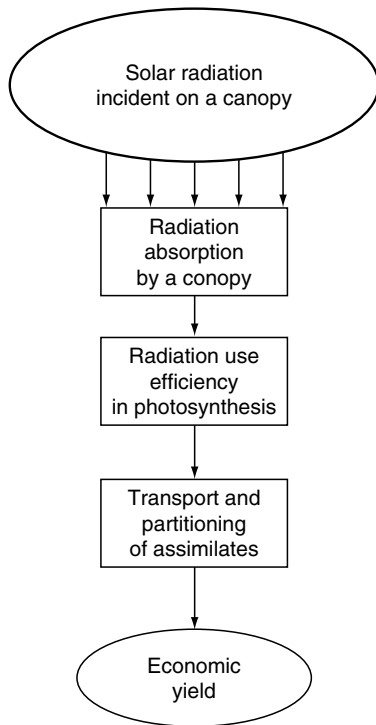 Solar radiation
incident on a canopy
Radiation
absorption
by a conopy
Radiation use
efficiency
in photosynthesis
Transport and
partitioning
of assimilates
Economic
yield